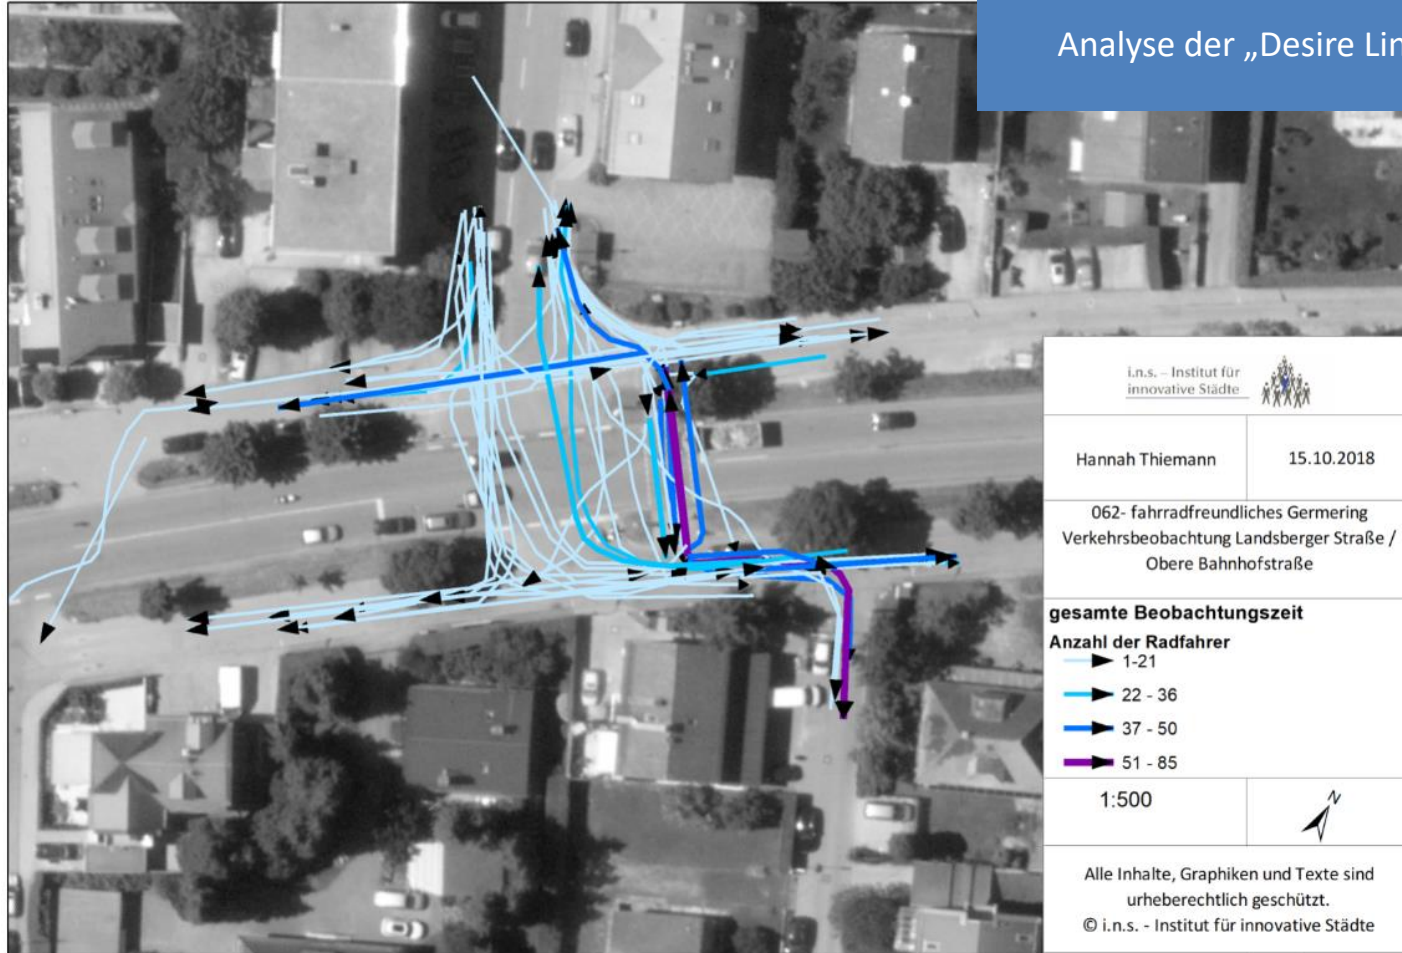 Analyse der „Desire Lin
i.n.s. – Institut für
innovative Städte
Hannah Thiemann
15.10.2018
062- fahrradfreundliches Germering
Verkehrsbeobachtung Landsberger Straße /
Obere Bahnhofstraße
gesamte Beobachtungszeit
Anzahl der Radfahrer
1-21
22 - 36
37 - 50
51 - 85
1:500
N
Alle Inhalte, Graphiken und Texte sind
urheberechtlich geschützt.
© i.n.s. - Institut für innovative Städte